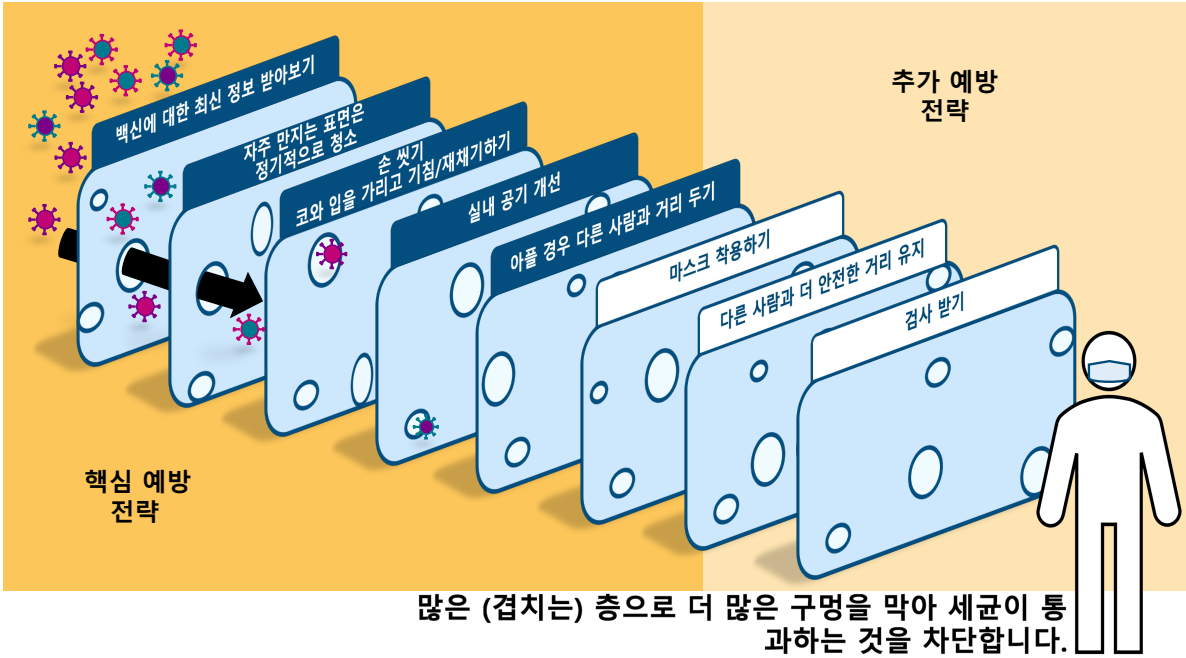 추가 예방
전략
백신에 대한 최신 정보 받아보기
자주 만지는 표면은
정기적으로 청소
손 씻기
코와 입을 가리고 기침/재채기하기
실내 공기 개선
아플 경우 다른 사람과 거리 두기
마스크 착용하기
다른 사람과 더 안전한 거리 유지
검사 받기
핵심 예방
전략
많은 (겹치는) 층으로 더 많은 구멍을 막아 세균이 통
과하는 것을 차단합니다.